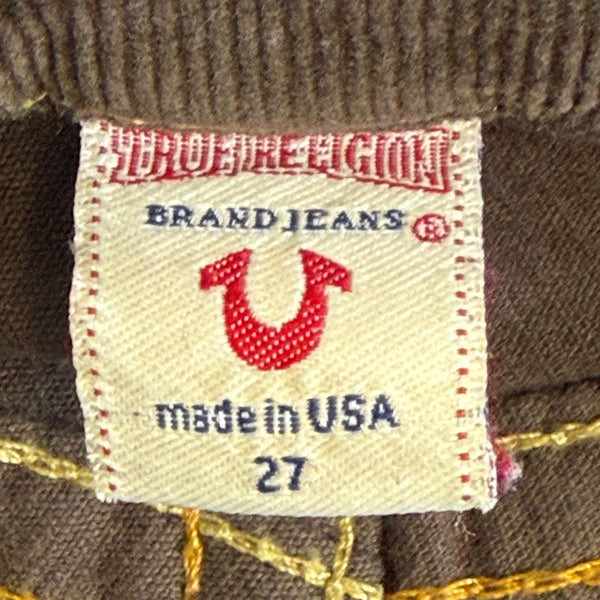 TRUE RELIGION
BRAND JEANS ®
made in USA
27